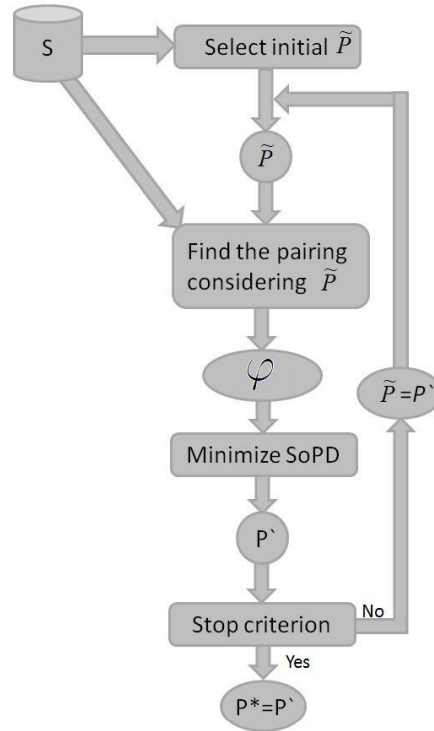 S
Select initial P̃
P̃
Find the pairing
considering P̃
φ
P̃=P`
Minimize SoPD
P`
No
Stop criterion
Yes
P*=P`